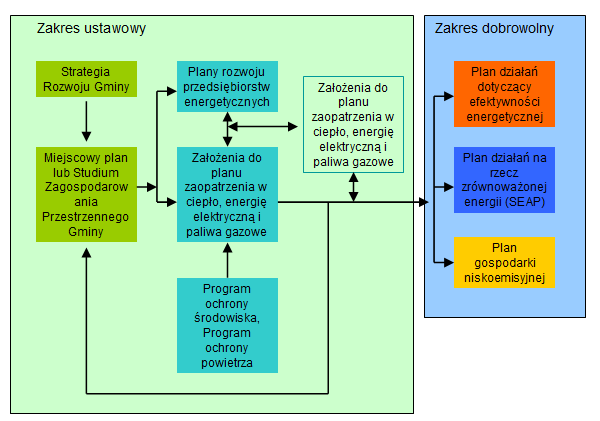 Zakres ustawowy
Strategia
Rozwoju Gminy
Miejscowy plan
lub Studium
Zagospodarow
ania
Przestrzennego
Gminy
Plany rozwoju
przedsiębiorstw
energetycznych
Założenia do
planu
zaopatrzenia w
ciepło, energię
elektryczną i
paliwa gazowe
Program
ochrony
środowiska,
Program
ochrony
powietrza
Założenia do
planu
zaopatrzenia w
ciepło, energię
elektryczną i
paliwa gazowe
Zakres dobrowolny
Plan działań
dotyczący
efektywności
energetycznej
Plan działań na
rzecz
zrównoważonej
energii (SEAP)
Plan
gospodarki
niskoemisyjnej